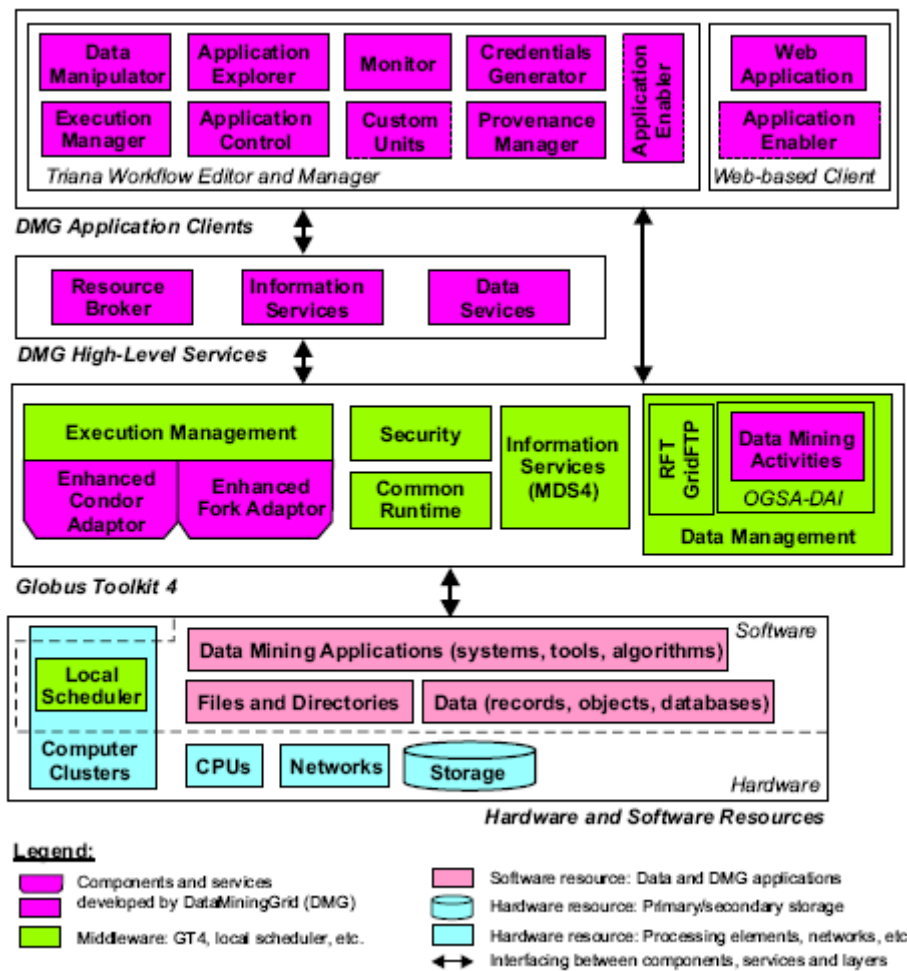 Data
Manipulator
Application
Explorer
Monitor
Credentials
Generator
Application
Enabler
Web
Application
Execution
Manager
Application
Control
Custom
Units
Provenance
Manager
Application
Enabler
Triana Workflow Editor and Manager
Web-based Client
DMG Application Clients
Resource
Broker
Information
Services
Data
Sevices
DMG High-Level Services
Execution Management
Enhanced
Condor
Adaptor
Enhanced
Fork Adaptor
Security
Common
Runtime
Information
Services
(MDS4)
RFT
GridFTP
Data Mining
Activities
OGSA-DAI
Data Management
Globus Toolkit 4
Software
Local
Scheduler
Computer
Clusters
Data Mining Applications (systems, tools, algorithms)
Files and Directories
Data (records, objects, databases)
CPUs
Networks
Storage
Hardware
Hardware and Software Resources
Legend:
Components and services
developed by DataMiningGrid (DMG)
Middleware: GT4, local scheduler, etc.
Software resource: Data and DMG applications
Hardware resource: Primary/secondary storage
Hardware resource: Processing elements, networks, etc
Interfacing between components, services and layers